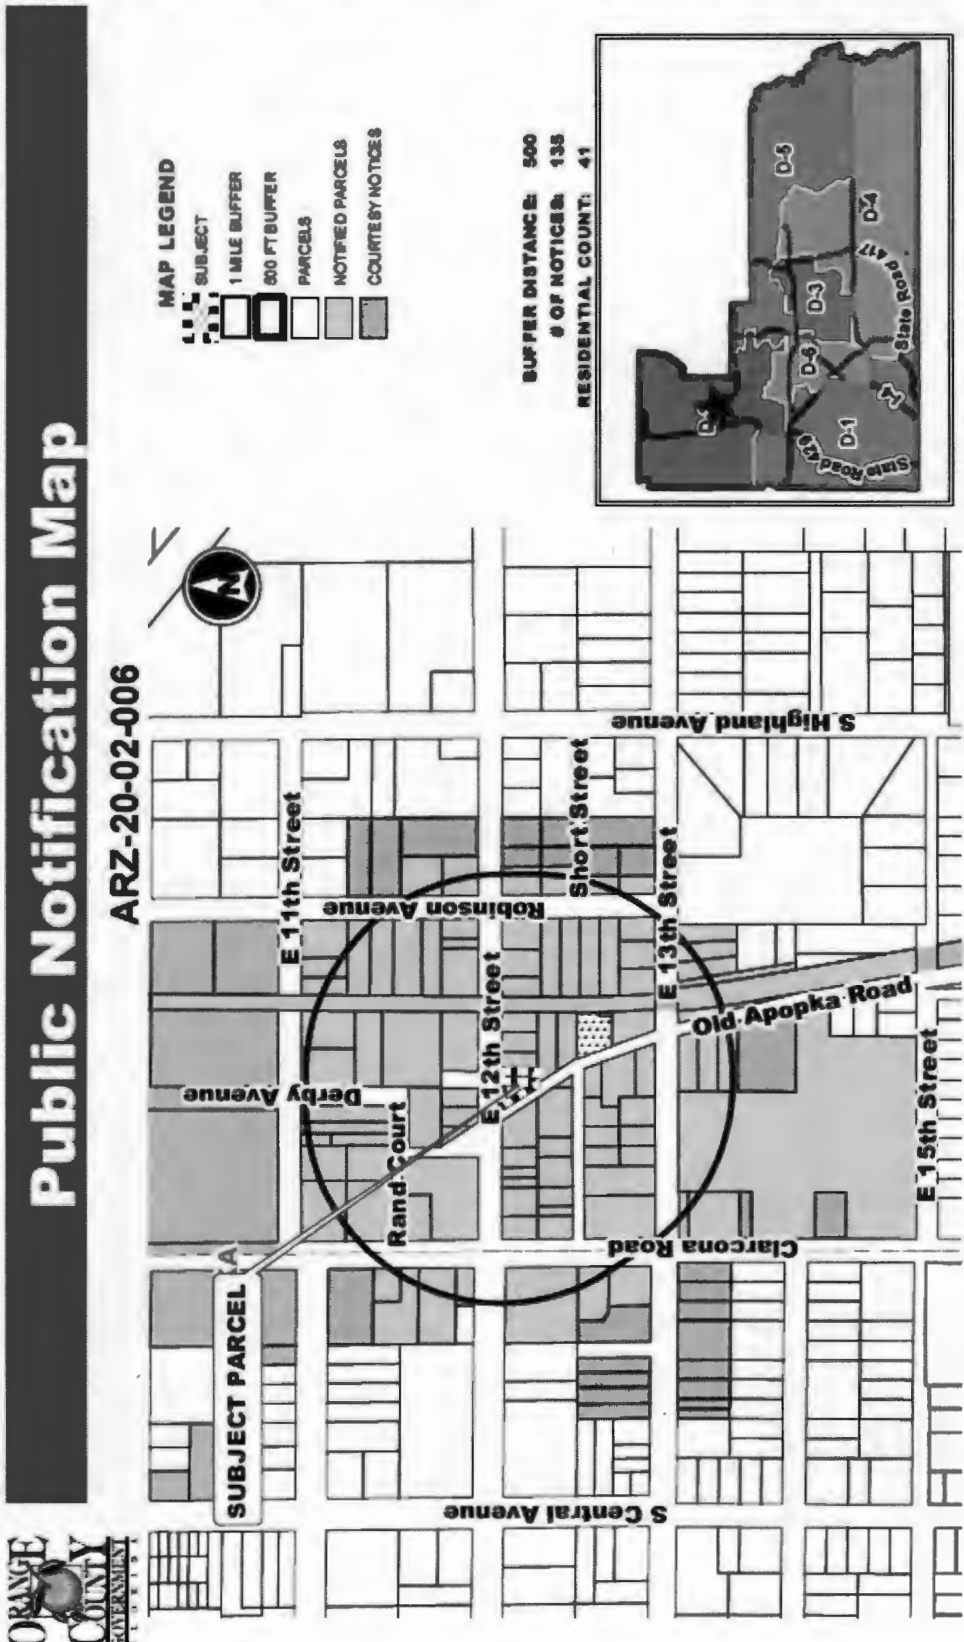 ORANGE
COUNTY
GOVERNMENT
FLORIDA
Public Notification Map
ARZ-20-02-006
MAP LEGEND
SUBJECT
1 MILE BUFFER
500 FT BUFFER
PARCELS
NOTIFIED PARCELS
COURTESY NOTICES
BUFFER DISTANCE: 500
# OF NOTICES: 135
RESIDENTIAL COUNT: 41
SUBJECT PARCEL
A
N
E 11th Street
E 12th Street
Short Street
E 13th Street
E 15th Street
Rand Court
Old Apopka Road
Derby Avenue
Robinson Avenue
Clarcona Road
S Central Avenue
S Highland Avenue
D-5
D-4
D-3
D-6
D-1
State Road 417
State Road 429
I-4